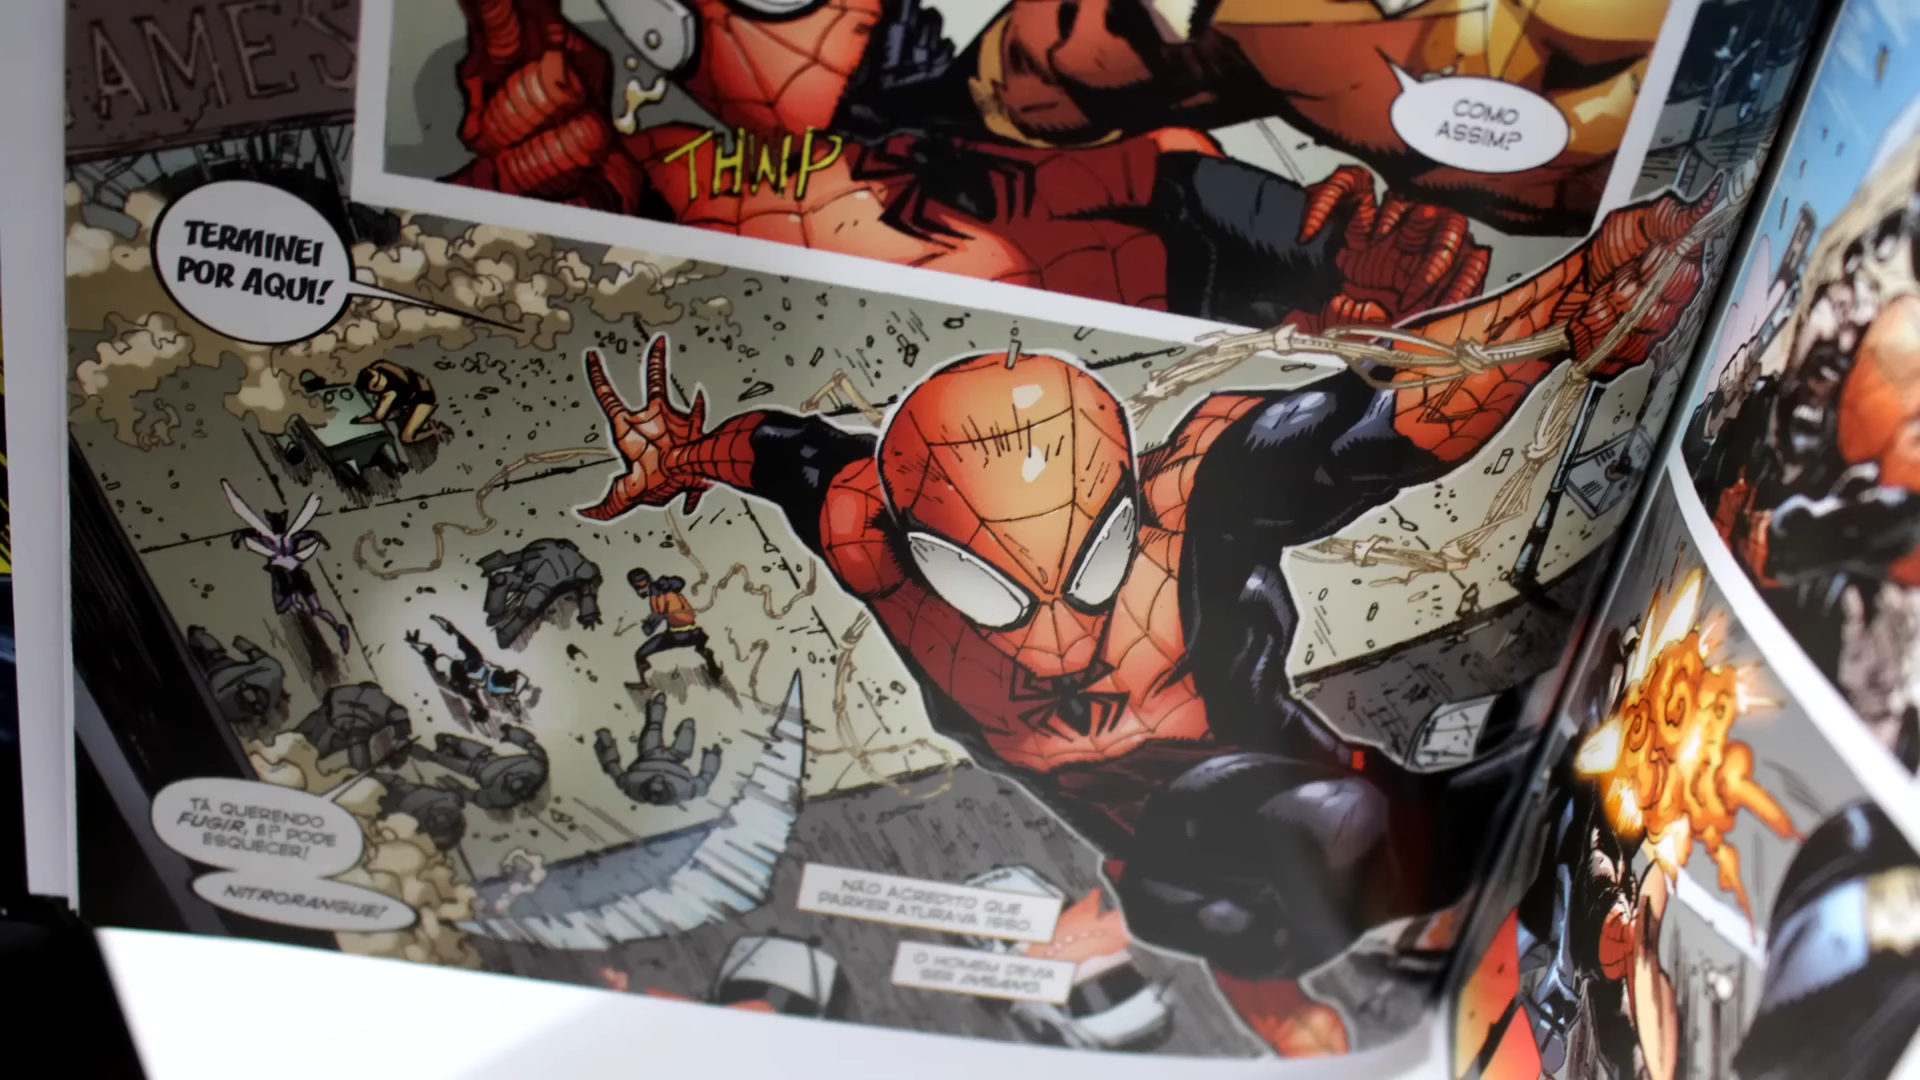 AMES
THWIP
COMO
ASSIM?
TERMINEI
POR AQUI!
TÁ QUERENDO
FUGIR, É? PODE
ESQUECER!
NITRORANGUE!
NÃO ACREDITO QUE
PARKER ATURAVA ISSO.
O HOMEM DEVIA
SER INSANO.